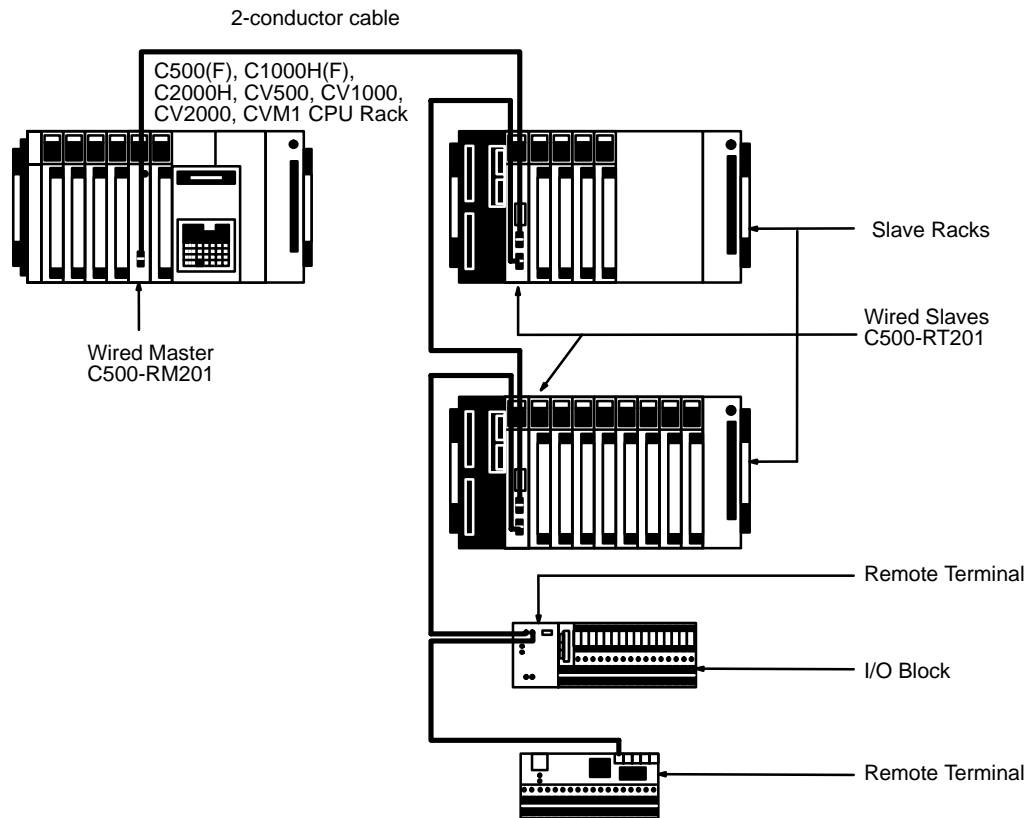 2-conductor cable
C500(F), C1000H(F),
C2000H, CV500, CV1000,
CV2000, CVM1 CPU Rack
Slave Racks
Wired Slaves
C500-RT201
Wired Master
C500-RM201
Remote Terminal
I/O Block
Remote Terminal